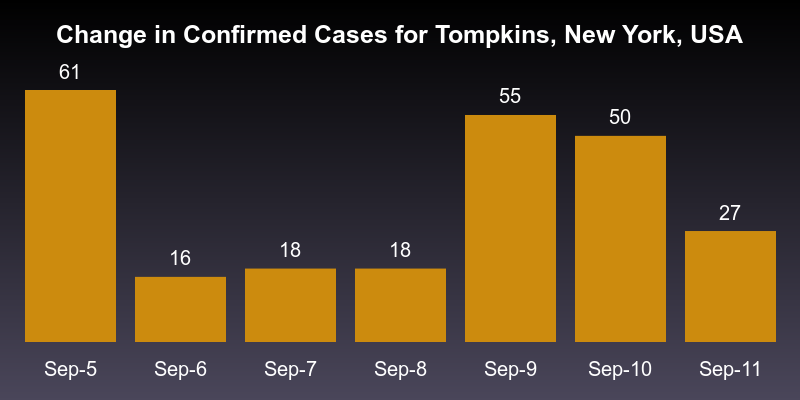 Change in Confirmed Cases for Tompkins, New York, USA
61
16
18
18
55
50
27
Sep-5
Sep-6
Sep-7
Sep-8
Sep-9
Sep-10
Sep-11